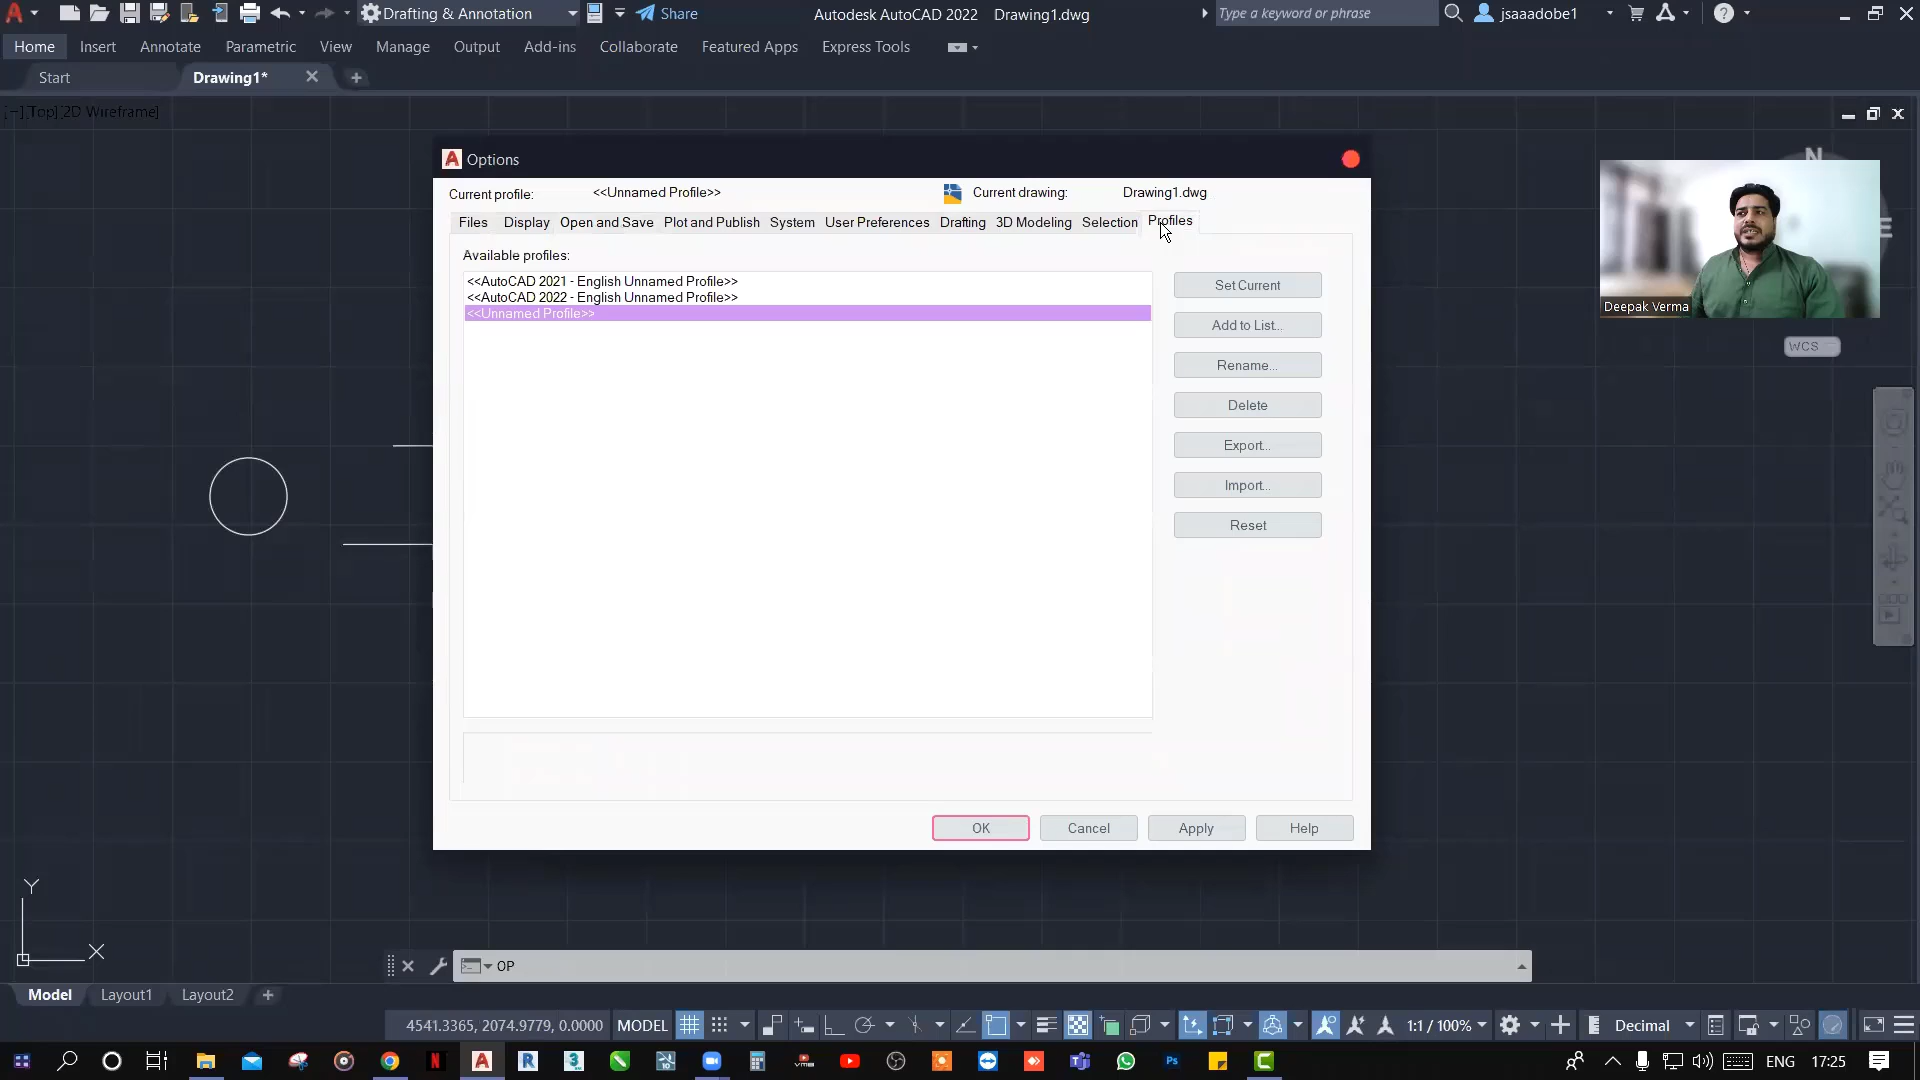 Drafting & Annotation
Share
Autodesk AutoCAD 2022 Drawing1.dwg
Type a keyword or phrase
jsaaadobe1
Home Insert Annotate Parametric View Manage Output Add-ins Collaborate Featured Apps Express Tools
Start Drawing1*
[−][Top][2D Wireframe]
N
E
WCS
Deepak Verma
Options
Current profile: <<Unnamed Profile>> Current drawing: Drawing1.dwg
Files Display Open and Save Plot and Publish System User Preferences Drafting 3D Modeling Selection Profiles
Available profiles:
<<AutoCAD 2021 - English Unnamed Profile>>
<<AutoCAD 2022 - English Unnamed Profile>>
<<Unnamed Profile>>
Set Current
Add to List...
Rename...
Delete
Export...
Import...
Reset
OK Cancel Apply Help
Y
X
OP
Model Layout1 Layout2
4541.3365, 2074.9779, 0.0000 MODEL 1:1 / 100% Decimal
ENG 17:25